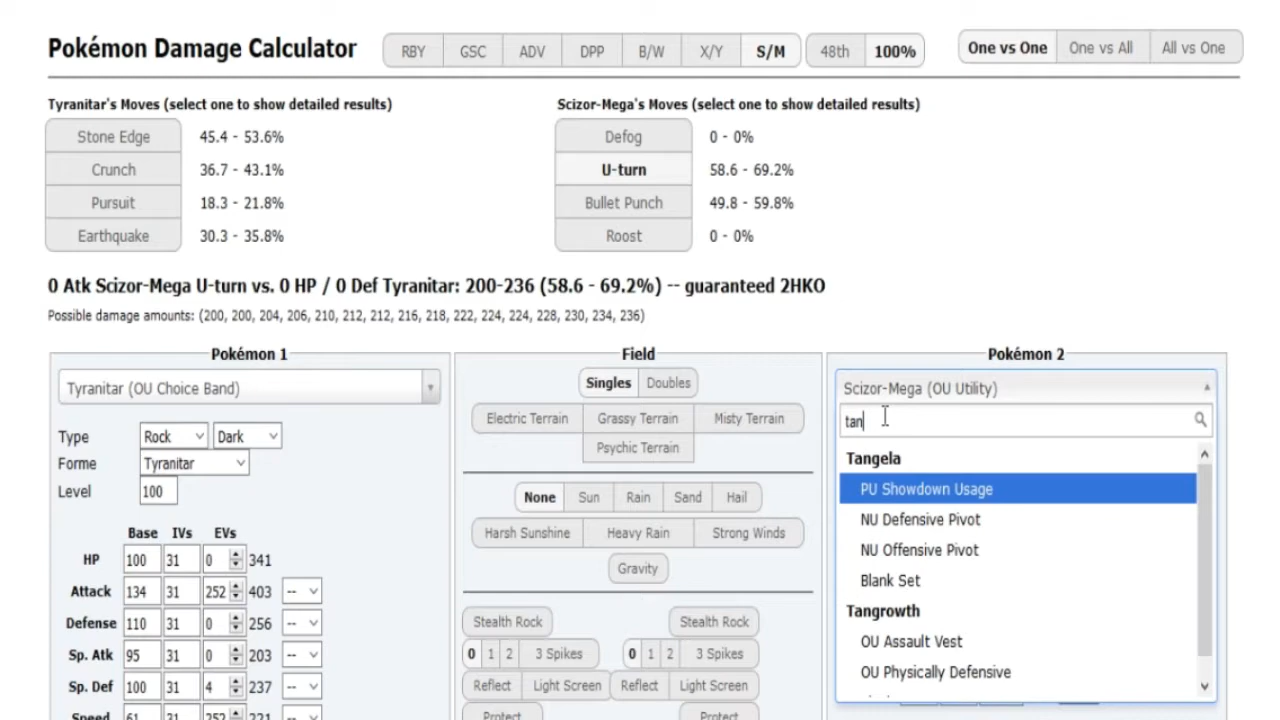 Pokémon Damage Calculator RBY GSC ADV DPP B/W X/Y S/M 48th 100% One vs One One vs All All vs One
Tyranitar's Moves (select one to show detailed results) Scizor-Mega's Moves (select one to show detailed results)
Stone Edge 45.4 - 53.6% Defog 0 - 0%
Crunch 36.7 - 43.1% U-turn 58.6 - 69.2%
Pursuit 18.3 - 21.8% Bullet Punch 49.8 - 59.8%
Earthquake 30.3 - 35.8% Roost 0 - 0%
0 Atk Scizor-Mega U-turn vs. 0 HP / 0 Def Tyranitar: 200-236 (58.6 - 69.2%) -- guaranteed 2HKO
Possible damage amounts: (200, 200, 204, 206, 210, 212, 212, 216, 218, 222, 224, 224, 228, 230, 234, 236)
Pokémon 1
Tyranitar (OU Choice Band)
Type Rock Dark
Forme Tyranitar
Level 100
Base IVs EVs
HP 100 31 0 341
Attack 134 31 252 403 --
Defense 110 31 0 256 --
Sp. Atk 95 31 0 203 --
Sp. Def 100 31 4 237 --
Speed 61 31 252 221 --
Field
Singles Doubles
Electric Terrain Grassy Terrain Misty Terrain
Psychic Terrain
None Sun Rain Sand Hail
Harsh Sunshine Heavy Rain Strong Winds
Gravity
Stealth Rock Stealth Rock
0 1 2 3 Spikes 0 1 2 3 Spikes
Reflect Light Screen Reflect Light Screen
Protect Protect
Pokémon 2
Scizor-Mega (OU Utility)
tan
Tangela
PU Showdown Usage
NU Defensive Pivot
NU Offensive Pivot
Blank Set
Tangrowth
OU Assault Vest
OU Physically Defensive